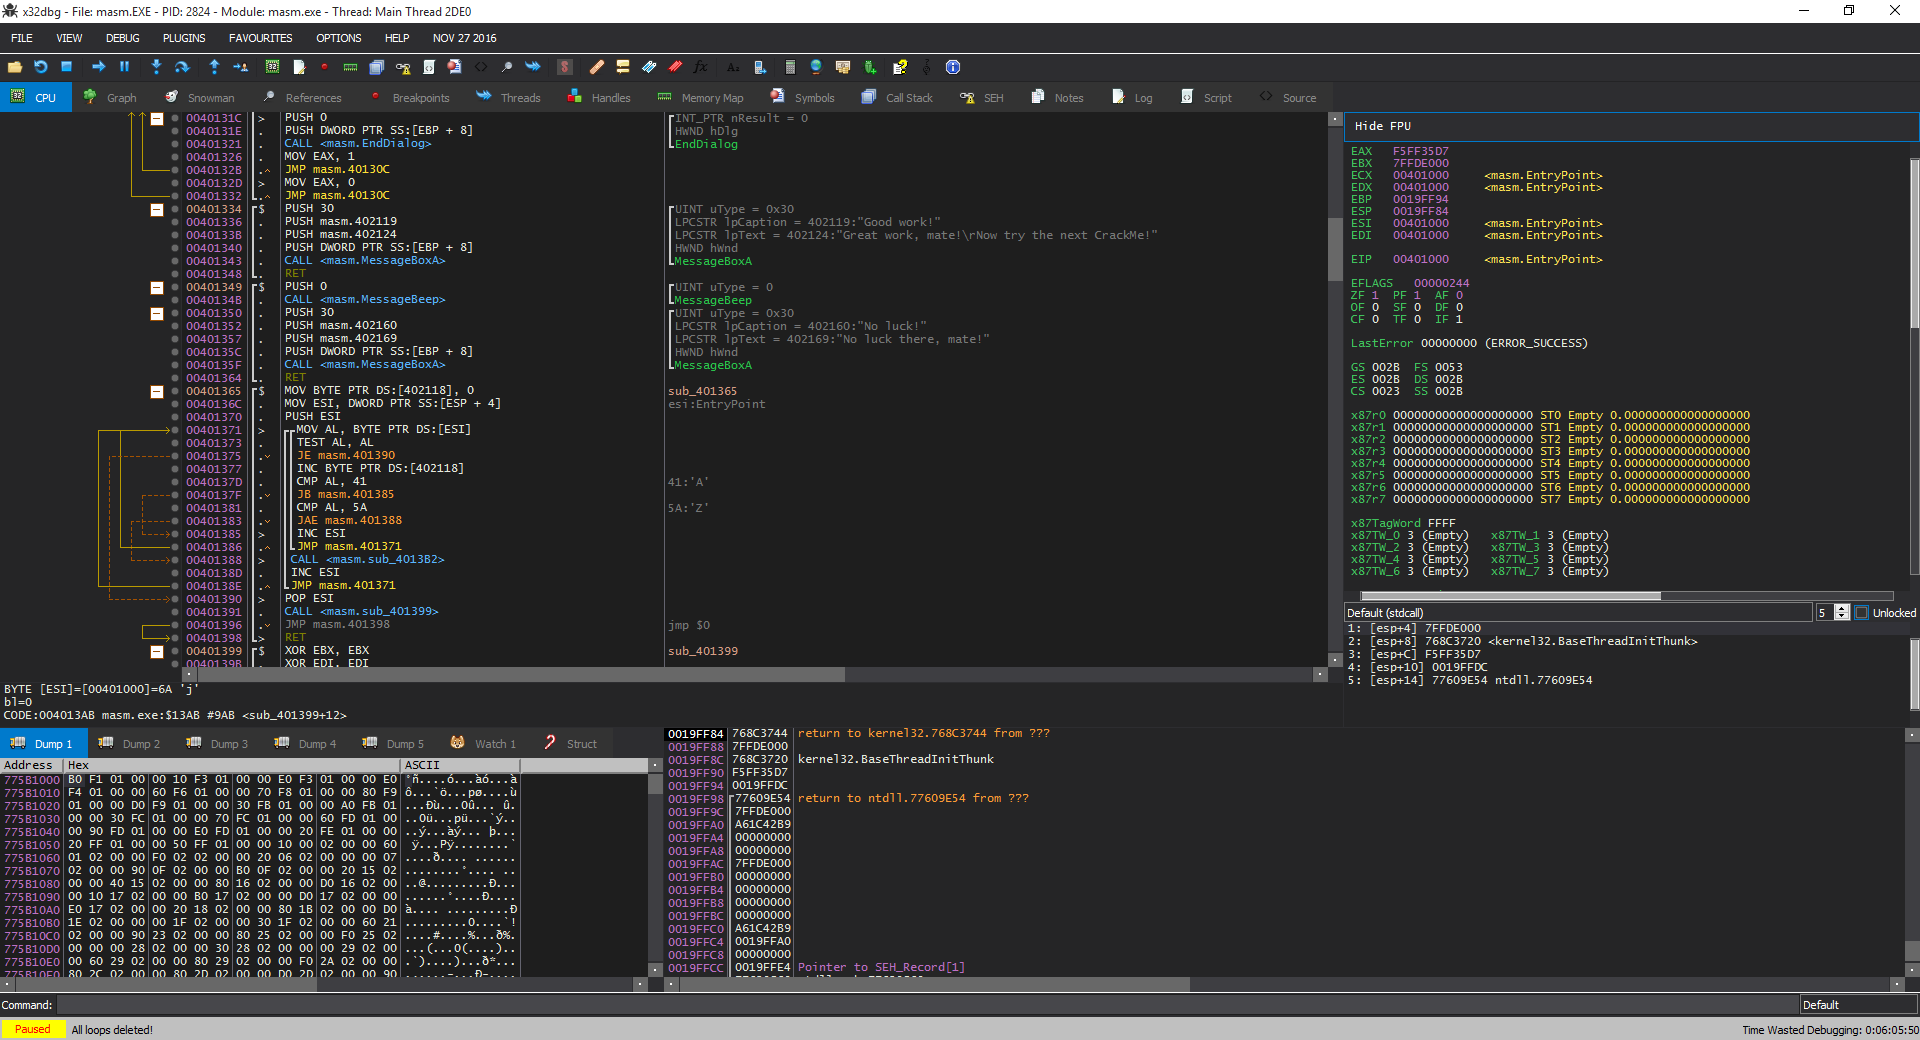 x32dbg - File: masm.EXE - PID: 2824 - Module: masm.exe - Thread: Main Thread 2DE0
FILE VIEW DEBUG PLUGINS FAVOURITES OPTIONS HELP NOV 27 2016
CPU Graph Snowman References Breakpoints Threads Handles Memory Map Symbols Call Stack SEH Notes Log Script Source
0040131C > PUSH 0 INT_PTR nResult = 0
0040131E . PUSH DWORD PTR SS:[EBP + 8] HWND hDlg
00401321 . CALL <masm.EndDialog> EndDialog
00401326 . MOV EAX, 1
0040132B .^ JMP masm.40130C
0040132D > MOV EAX, 0
00401332 .^ JMP masm.40130C
00401334 $ PUSH 30 UINT uType = 0x30
00401336 . PUSH masm.402119 LPCSTR lpCaption = 402119:"Good work!"
0040133B . PUSH masm.402124 LPCSTR lpText = 402124:"Great work, mate!\rNow try the next CrackMe!"
00401340 . PUSH DWORD PTR SS:[EBP + 8] HWND hWnd
00401343 . CALL <masm.MessageBoxA> MessageBoxA
00401348 . RET
00401349 $ PUSH 0 UINT uType = 0
0040134B . CALL <masm.MessageBeep> MessageBeep
00401350 . PUSH 30 UINT uType = 0x30
00401352 . PUSH masm.402160 LPCSTR lpCaption = 402160:"No luck!"
00401357 . PUSH masm.402169 LPCSTR lpText = 402169:"No luck there, mate!"
0040135C . PUSH DWORD PTR SS:[EBP + 8] HWND hWnd
0040135F . CALL <masm.MessageBoxA> MessageBoxA
00401364 . RET
00401365 $ MOV BYTE PTR DS:[402118], 0 sub_401365
0040136C . MOV ESI, DWORD PTR SS:[ESP + 4] esi:EntryPoint
00401370 . PUSH ESI
00401371 > MOV AL, BYTE PTR DS:[ESI]
00401373 . TEST AL, AL
00401375 .v JE masm.401390
00401377 . INC BYTE PTR DS:[402118]
0040137D . CMP AL, 41 41:'A'
0040137F .v JB masm.401385
00401381 . CMP AL, 5A 5A:'Z'
00401383 .v JAE masm.401388
00401385 > INC ESI
00401386 .^ JMP masm.401371
00401388 > CALL <masm.sub_4013B2>
0040138D . INC ESI
0040138E .^ JMP masm.401371
00401390 > POP ESI
00401391 . CALL <masm.sub_401399>
00401396 .v JMP masm.401398 jmp $0
00401398 > RET
00401399 $ XOR EBX, EBX sub_401399
0040139B . XOR EDI, EDI
BYTE [ESI]=[00401000]=6A 'j'
bl=0
CODE:004013AB masm.exe:$13AB #9AB <sub_401399+12>
Hide FPU
EAX F5FF35D7
EBX 7FFDE000
ECX 00401000 <masm.EntryPoint>
EDX 00401000 <masm.EntryPoint>
EBP 0019FF94
ESP 0019FF84
ESI 00401000 <masm.EntryPoint>
EDI 00401000 <masm.EntryPoint>
EIP 00401000 <masm.EntryPoint>
EFLAGS 00000244
ZF 1 PF 1 AF 0
OF 0 SF 0 DF 0
CF 0 TF 0 IF 1
LastError 00000000 (ERROR_SUCCESS)
GS 002B FS 0053
ES 002B DS 002B
CS 0023 SS 002B
x87r0 00000000000000000000 ST0 Empty 0.000000000000000000
x87r1 00000000000000000000 ST1 Empty 0.000000000000000000
x87r2 00000000000000000000 ST2 Empty 0.000000000000000000
x87r3 00000000000000000000 ST3 Empty 0.000000000000000000
x87r4 00000000000000000000 ST4 Empty 0.000000000000000000
x87r5 00000000000000000000 ST5 Empty 0.000000000000000000
x87r6 00000000000000000000 ST6 Empty 0.000000000000000000
x87r7 00000000000000000000 ST7 Empty 0.000000000000000000
x87TagWord FFFF
x87TW_0 3 (Empty) x87TW_1 3 (Empty)
x87TW_2 3 (Empty) x87TW_3 3 (Empty)
x87TW_4 3 (Empty) x87TW_5 3 (Empty)
x87TW_6 3 (Empty) x87TW_7 3 (Empty)
Default (stdcall) 5 Unlocked
1: [esp+4] 7FFDE000
2: [esp+8] 768C3720 <kernel32.BaseThreadInitThunk>
3: [esp+C] F5FF35D7
4: [esp+10] 0019FFDC
5: [esp+14] 77609E54 ntdll.77609E54
Dump 1 Dump 2 Dump 3 Dump 4 Dump 5 Watch 1 Struct
Address Hex ASCII
775B1000 B0 F1 01 00 00 10 F3 01 00 00 E0 F3 01 00 00 E0 °ñ....ó...àó...à
775B1010 F4 01 00 00 60 F6 01 00 00 70 F8 01 00 00 80 F9 ô...`ö...pø....ù
775B1020 01 00 00 D0 F9 01 00 00 30 FB 01 00 00 A0 FB 01 ...Ðù...0û... û.
775B1030 00 00 30 FC 01 00 00 70 FC 01 00 00 60 FD 01 00 ..0ü...pü...`ý..
775B1040 00 90 FD 01 00 00 E0 FD 01 00 00 20 FE 01 00 00 ..ý...àý... þ...
775B1050 20 FF 01 00 00 50 FF 01 00 00 10 00 02 00 00 60 ÿ...Pÿ........`
775B1060 01 02 00 00 F0 02 02 00 00 20 06 02 00 00 00 07 ....ð.... ......
775B1070 02 00 00 90 0F 02 00 00 B0 0F 02 00 00 20 15 02 ........°.... ..
775B1080 00 00 40 15 02 00 00 80 16 02 00 00 D0 16 02 00 ..@.........Ð...
775B1090 00 10 17 02 00 00 B0 17 02 00 00 D0 17 02 00 00 ......°....Ð....
775B10A0 E0 17 02 00 00 20 18 02 00 00 80 1B 02 00 00 D0 à.... .........Ð
775B10B0 1E 02 00 00 00 1F 02 00 00 30 1F 02 00 00 60 21 .........0....`!
775B10C0 02 00 00 90 23 02 00 00 80 25 02 00 00 F0 25 02 ....#....%...ð%.
775B10D0 00 00 00 28 02 00 00 30 28 02 00 00 00 29 02 00 ...(...0(....)..
775B10E0 00 60 29 02 00 00 80 29 02 00 00 F0 2A 02 00 00 .`)....)...ð*...
775B10F0 80 2C 02 00 00 80 2D 02 00 00 D0 2D 02 00 00 90
0019FF84 768C3744 return to kernel32.768C3744 from ???
0019FF88 7FFDE000
0019FF8C 768C3720 kernel32.BaseThreadInitThunk
0019FF90 F5FF35D7
0019FF94 0019FFDC
0019FF98 77609E54 return to ntdll.77609E54 from ???
0019FF9C 7FFDE000
0019FFA0 A61C42B9
0019FFA4 00000000
0019FFA8 00000000
0019FFAC 7FFDE000
0019FFB0 00000000
0019FFB4 00000000
0019FFB8 00000000
0019FFBC 00000000
0019FFC0 A61C42B9
0019FFC4 0019FFA0
0019FFC8 00000000
0019FFCC 0019FFE4 Pointer to SEH_Record[1]
Command: Default
Paused All loops deleted! Time Wasted Debugging: 0:06:05:50